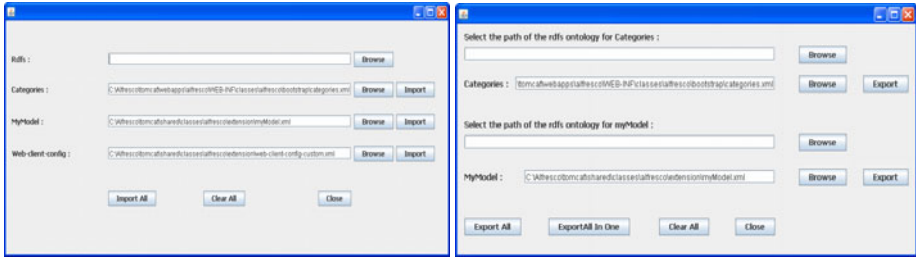 Rdfs :
Browse
Categories :
C:\Alfresco\tomcat\webapps\alfresco\WEB-INF\classes\alfresco\bootstrap\categories.xml
Browse
Import
MyModel :
C:\Alfresco\tomcat\shared\classes\alfresco\extension\myModel.xml
Browse
Import
Web-client-config :
C:\Alfresco\tomcat\shared\classes\alfresco\extension\web-client-config-custom.xml
Browse
Import
Import All
Clear All
Close
Select the path of the rdfs ontology for Categories :
Browse
Categories :
\tomcat\webapps\alfresco\WEB-INF\classes\alfresco\bootstrap\categories.xml
Browse
Export
Select the path of the rdfs ontology for myModel :
Browse
MyModel :
C:\Alfresco\tomcat\shared\classes\alfresco\extension\myModel.xml
Browse
Export
Export All
ExportAll In One
Clear All
Close